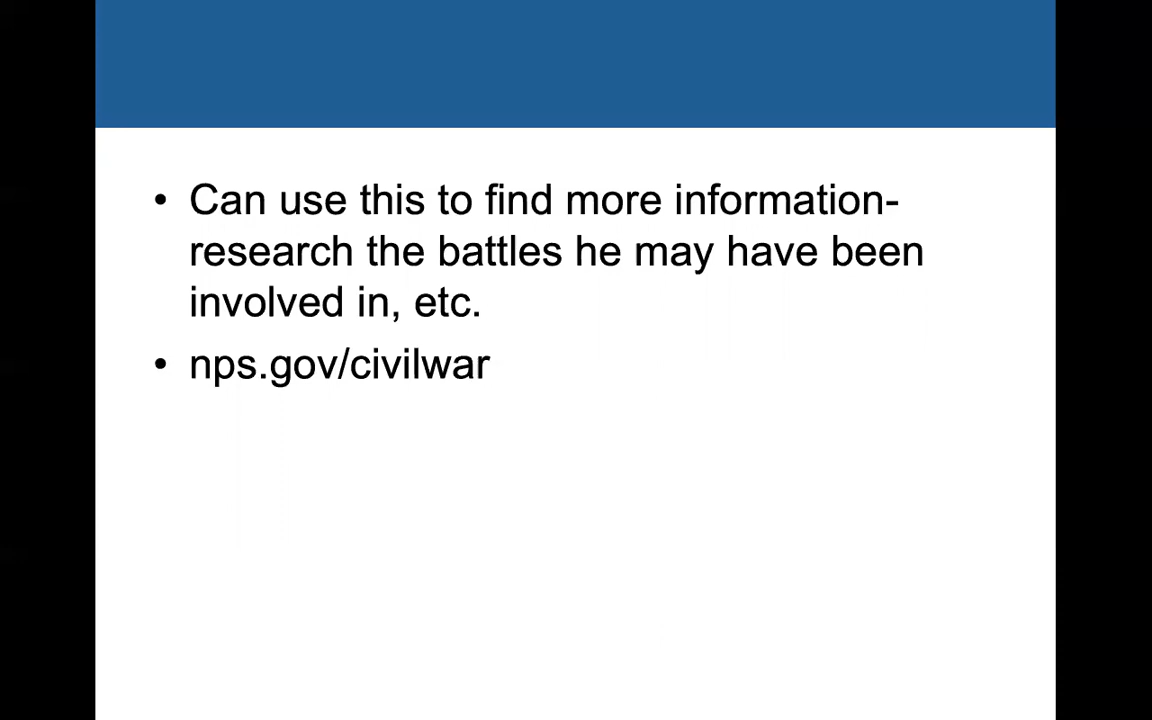 • Can use this to find more information-
research the battles he may have been
involved in, etc.
• nps.gov/civilwar